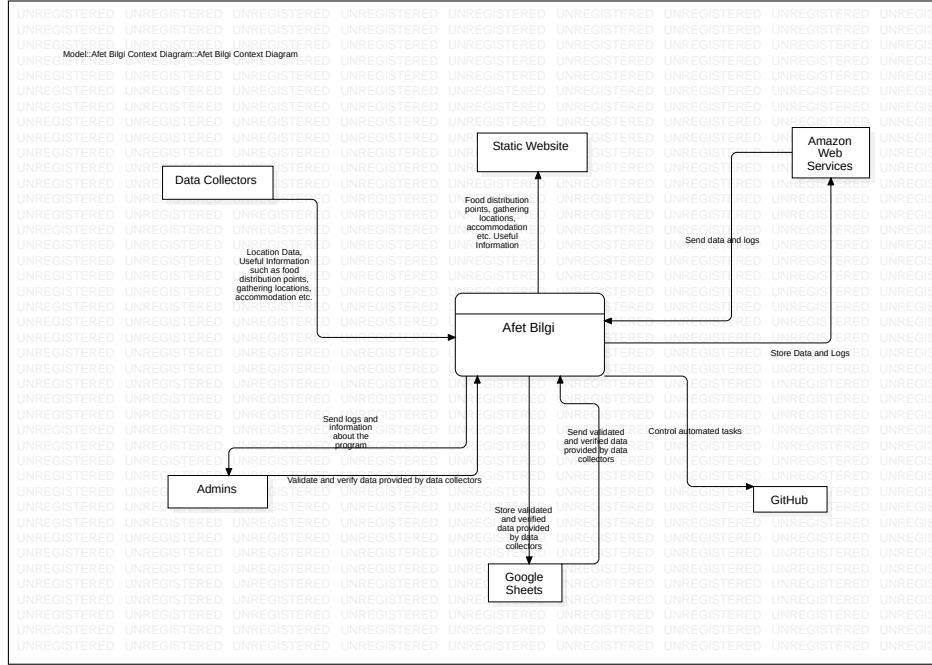 Model::Afet Bilgi Context Diagram::Afet Bilgi Context Diagram
Static Website
Amazon
Web
Services
Data Collectors
Food distribution
points, gathering
locations,
accommodation
etc. Useful
Information
Send data and logs
Location Data,
Useful Information
such as food
distribution points,
gathering locations,
accommodation etc.
Afet Bilgi
Store Data and Logs
Send logs and
information
about the
program
Send validated
and verified data
provided by data
collectors
Control automated tasks
Validate and verify data provided by data collectors
Admins
GitHub
Store validated
and verified
data provided
by data
collectors
Google
Sheets
UNREGISTERED